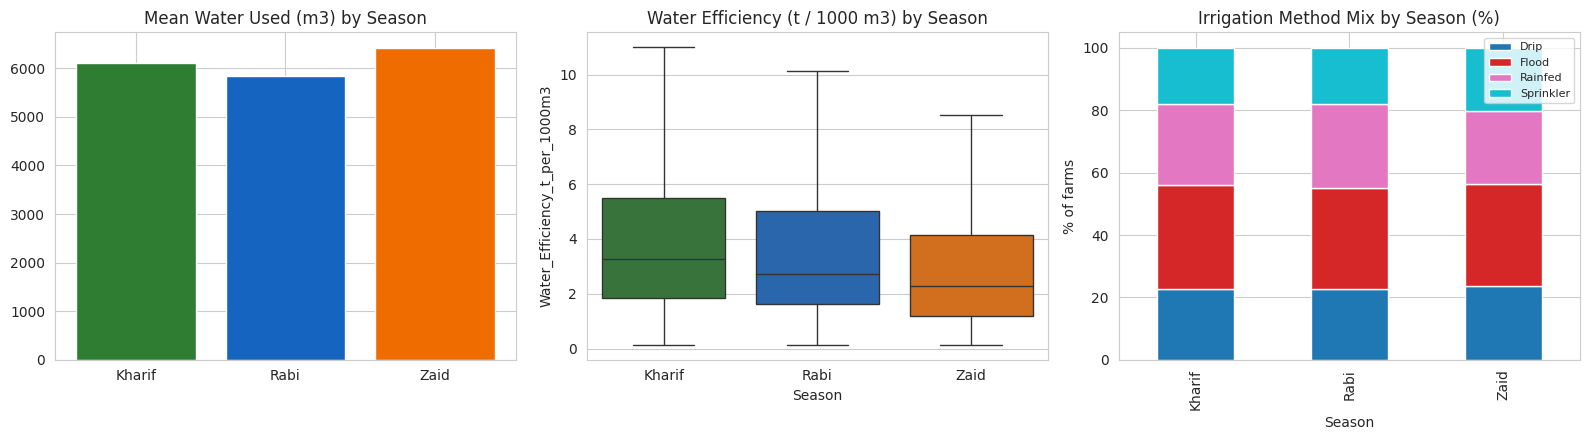 Mean Water Used (m3) by Season
6000
5000
4000
3000
2000
1000
0
Kharif Rabi Zaid
Water Efficiency (t / 1000 m3) by Season
Water_Efficiency_t_per_1000m3
10
8
6
4
2
0
Kharif Rabi Zaid
Season
Irrigation Method Mix by Season (%)
% of farms
100
80
60
40
20
0
Drip
Flood
Rainfed
Sprinkler
Kharif Rabi Zaid
Season